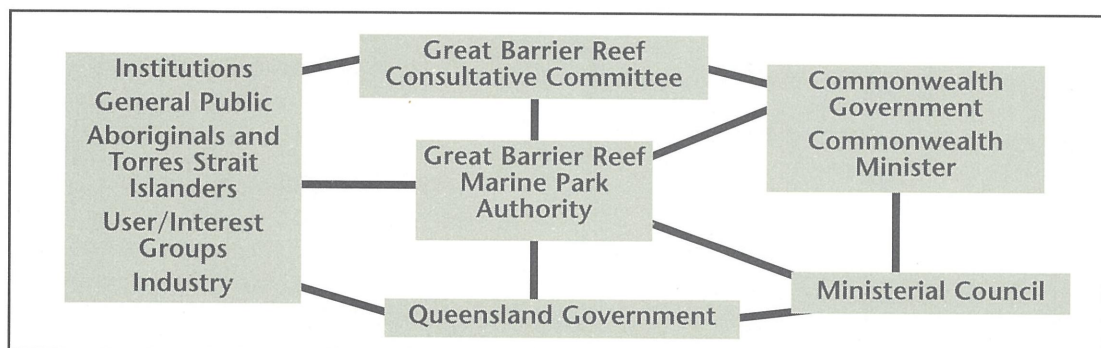 Institutions
General Public
Aboriginals and
Torres Strait
Islanders
User/Interest
Groups
Industry
Great Barrier Reef
Consultative Committee
Great Barrier Reef
Marine Park
Authority
Queensland Government
Commonwealth
Government
Commonwealth
Minister
Ministerial Council